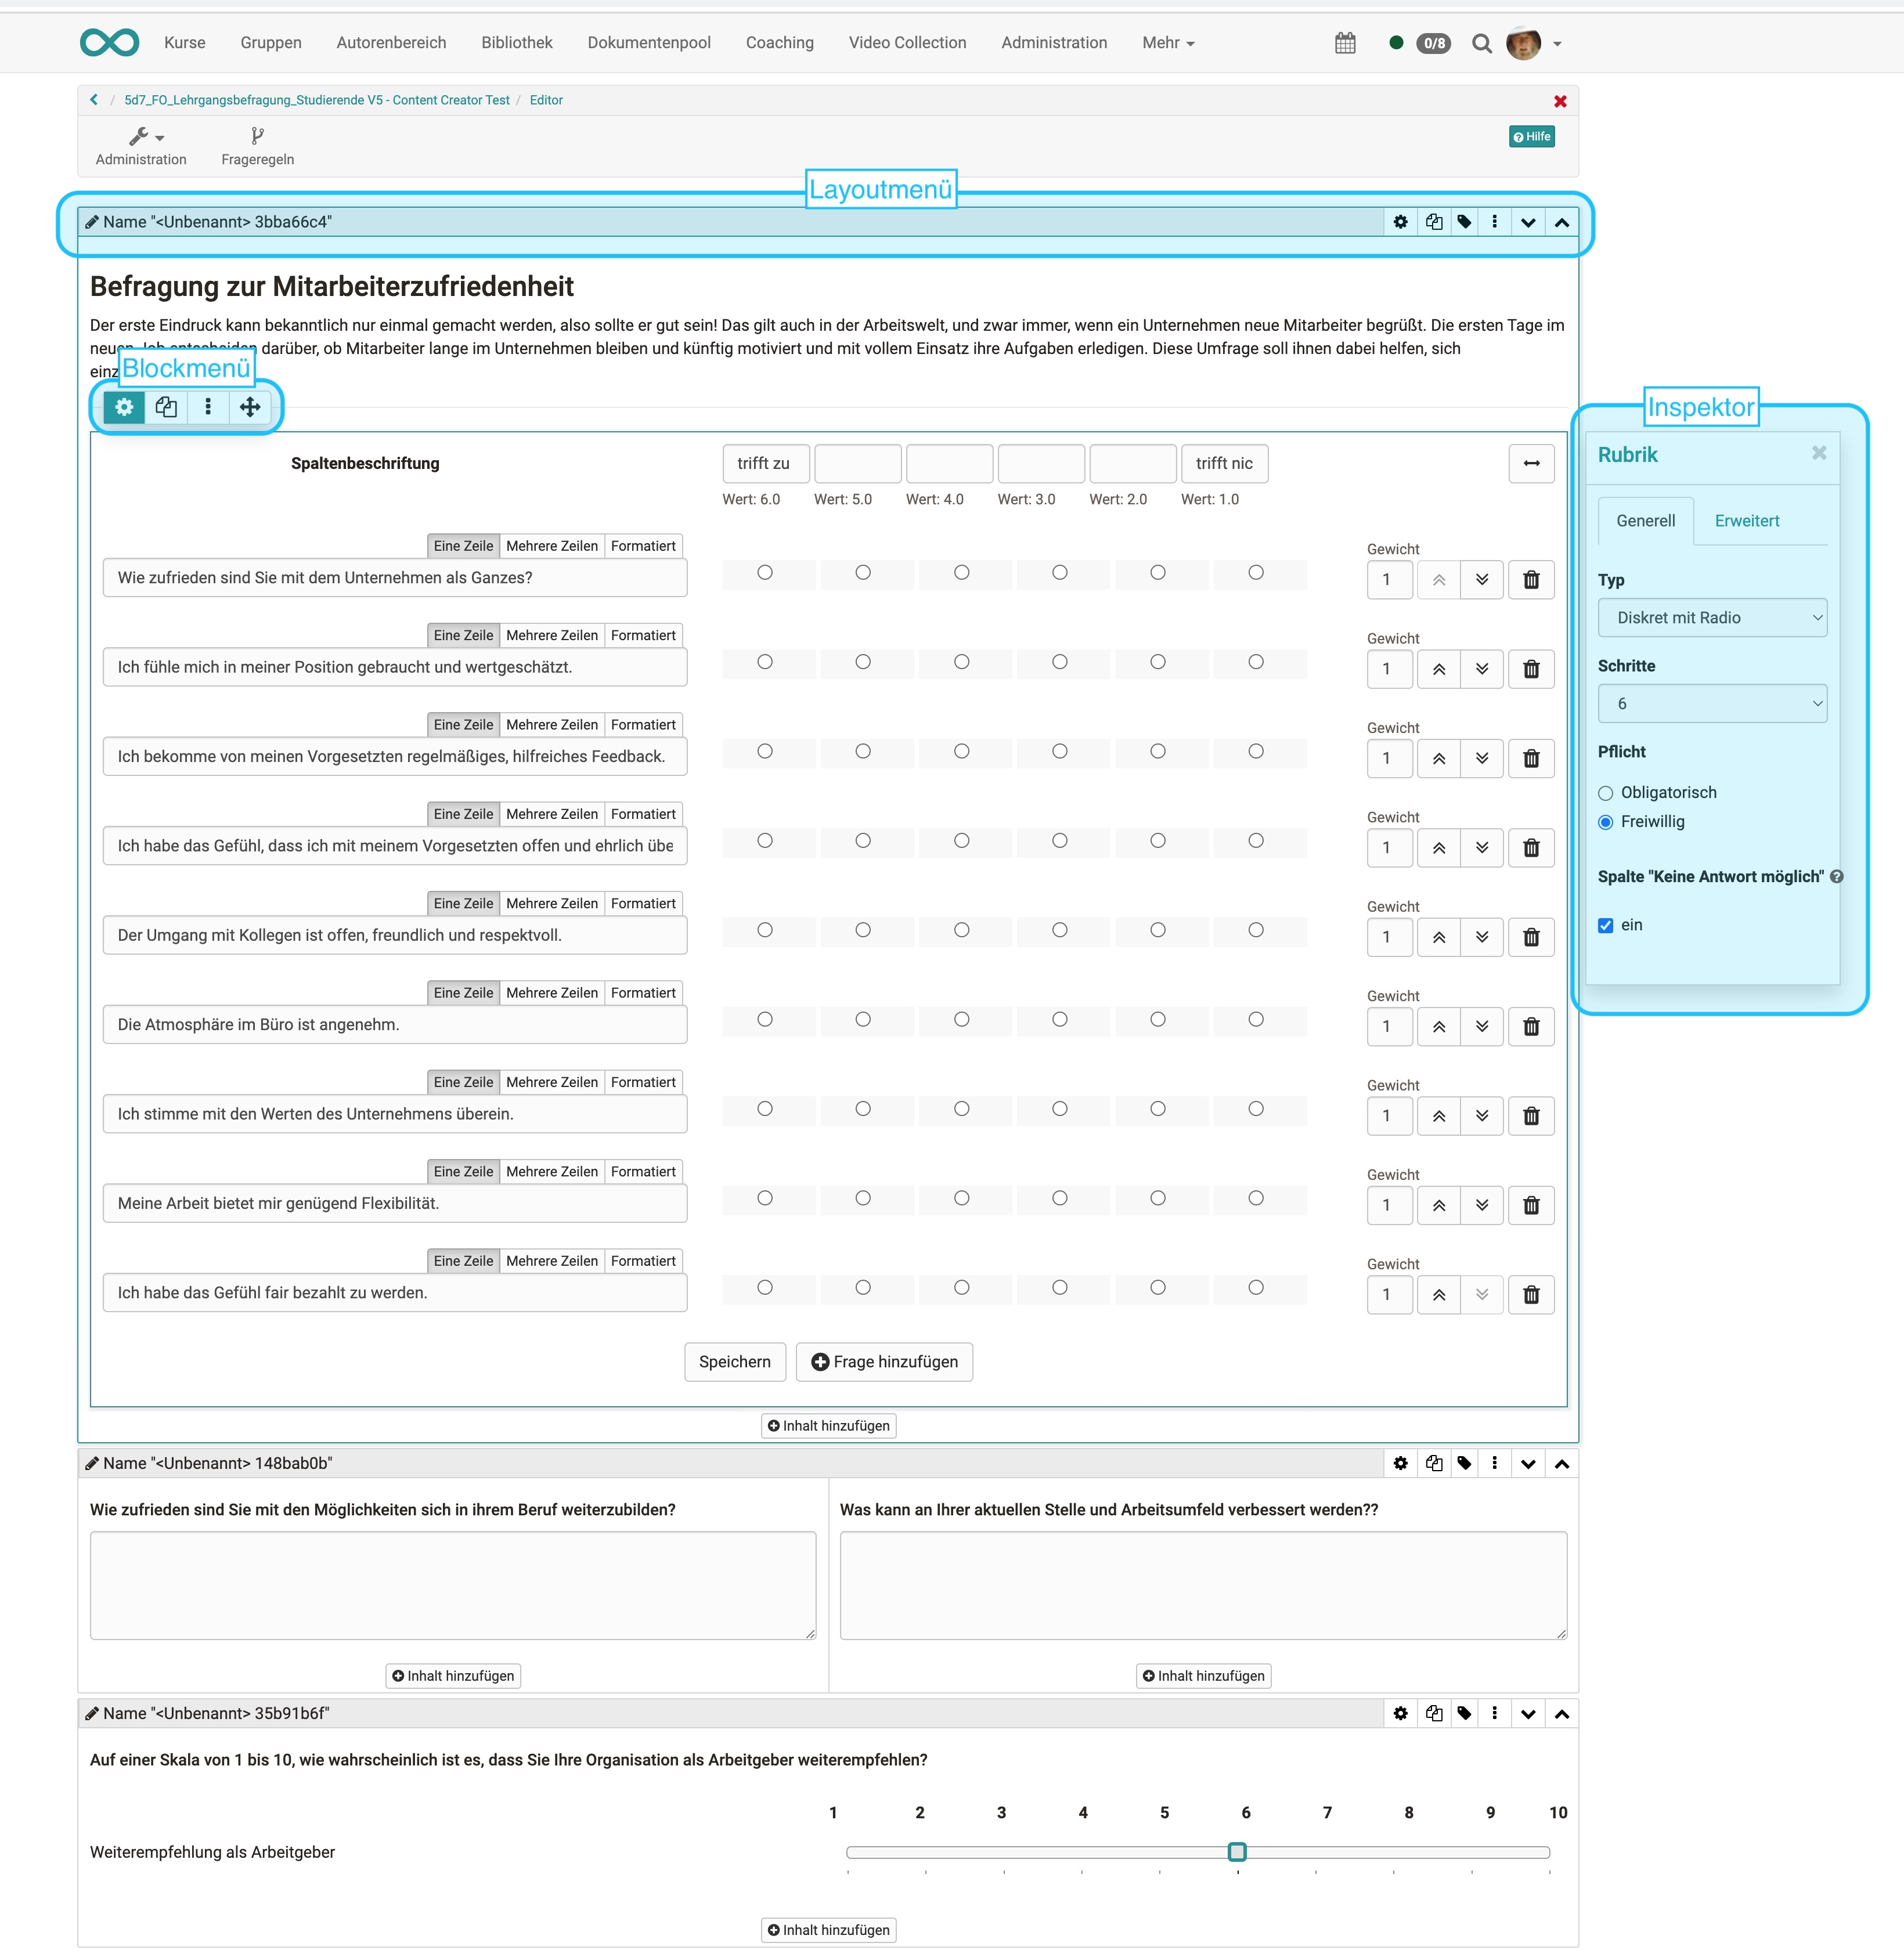 Kurse Gruppen Autorenbereich Bibliothek Dokumentenpool Coaching Video Collection Administration Mehr 0/8
/ 5d7_FO_Lehrgangsbefragung_Studierende V5 - Content Creator Test / Editor
Administration Frageregeln Hilfe
Layoutmenü
Name "<Unbenannt> 3bba66c4"
Befragung zur Mitarbeiterzufriedenheit
Der erste Eindruck kann bekanntlich nur einmal gemacht werden, also sollte er gut sein! Das gilt auch in der Arbeitswelt, und zwar immer, wenn ein Unternehmen neue Mitarbeiter begrüßt. Die ersten Tage im
darüber, ob Mitarbeiter lange im Unternehmen bleiben und künftig motiviert und mit vollem Einsatz ihre Aufgaben erledigen. Diese Umfrage soll ihnen dabei helfen, sich
Blockmenü
Inspektor
Spaltenbeschriftung trifft zu trifft nic
Wert: 6.0 Wert: 5.0 Wert: 4.0 Wert: 3.0 Wert: 2.0 Wert: 1.0
Eine Zeile Mehrere Zeilen Formatiert Gewicht
Wie zufrieden sind Sie mit dem Unternehmen als Ganzes? 1
Eine Zeile Mehrere Zeilen Formatiert Gewicht
Ich fühle mich in meiner Position gebraucht und wertgeschätzt. 1
Eine Zeile Mehrere Zeilen Formatiert Gewicht
Ich bekomme von meinen Vorgesetzten regelmäßiges, hilfreiches Feedback. 1
Eine Zeile Mehrere Zeilen Formatiert Gewicht
Ich habe das Gefühl, dass ich mit meinem Vorgesetzten offen und ehrlich übe 1
Eine Zeile Mehrere Zeilen Formatiert Gewicht
Der Umgang mit Kollegen ist offen, freundlich und respektvoll. 1
Eine Zeile Mehrere Zeilen Formatiert Gewicht
Die Atmosphäre im Büro ist angenehm. 1
Eine Zeile Mehrere Zeilen Formatiert Gewicht
Ich stimme mit den Werten des Unternehmens überein. 1
Eine Zeile Mehrere Zeilen Formatiert Gewicht
Meine Arbeit bietet mir genügend Flexibilität. 1
Eine Zeile Mehrere Zeilen Formatiert Gewicht
Ich habe das Gefühl fair bezahlt zu werden. 1
Speichern Frage hinzufügen
Inhalt hinzufügen
Rubrik
Generell Erweitert
Typ
Diskret mit Radio
Schritte
6
Pflicht
Obligatorisch
Freiwillig
Spalte "Keine Antwort möglich"
ein
Name "<Unbenannt> 148bab0b"
Wie zufrieden sind Sie mit den Möglichkeiten sich in ihrem Beruf weiterzubilden? Was kann an Ihrer aktuellen Stelle und Arbeitsumfeld verbessert werden??
Inhalt hinzufügen Inhalt hinzufügen
Name "<Unbenannt> 35b91b6f"
Auf einer Skala von 1 bis 10, wie wahrscheinlich ist es, dass Sie Ihre Organisation als Arbeitgeber weiterempfehlen?
1 2 3 4 5 6 7 8 9 10
Weiterempfehlung als Arbeitgeber
Inhalt hinzufügen